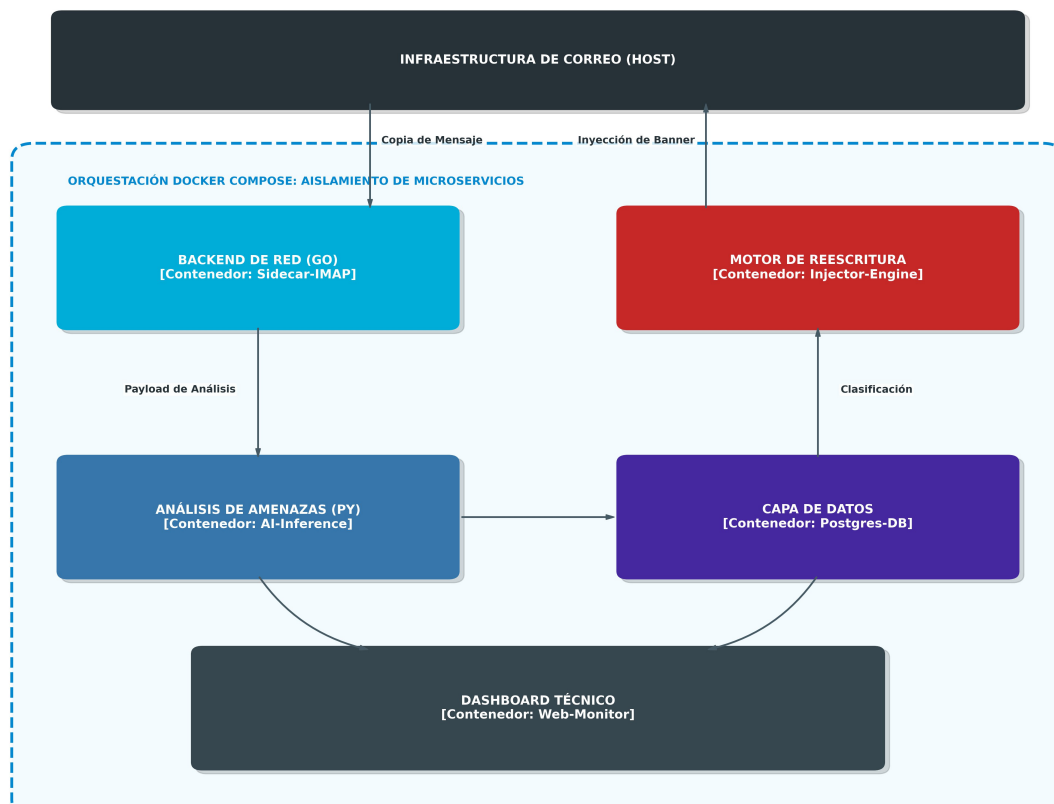 INFRAESTRUCTURA DE CORREO (HOST)
Copia de Mensaje
Inyección de Banner
ORQUESTACIÓN DOCKER COMPOSE: AISLAMIENTO DE MICROSERVICIOS
BACKEND DE RED (GO)
[Contenedor: Sidecar-IMAP]
MOTOR DE REESCRITURA
[Contenedor: Injector-Engine]
Payload de Análisis
Clasificación
ANÁLISIS DE AMENAZAS (PY)
[Contenedor: AI-Inference]
CAPA DE DATOS
[Contenedor: Postgres-DB]
DASHBOARD TÉCNICO
[Contenedor: Web-Monitor]